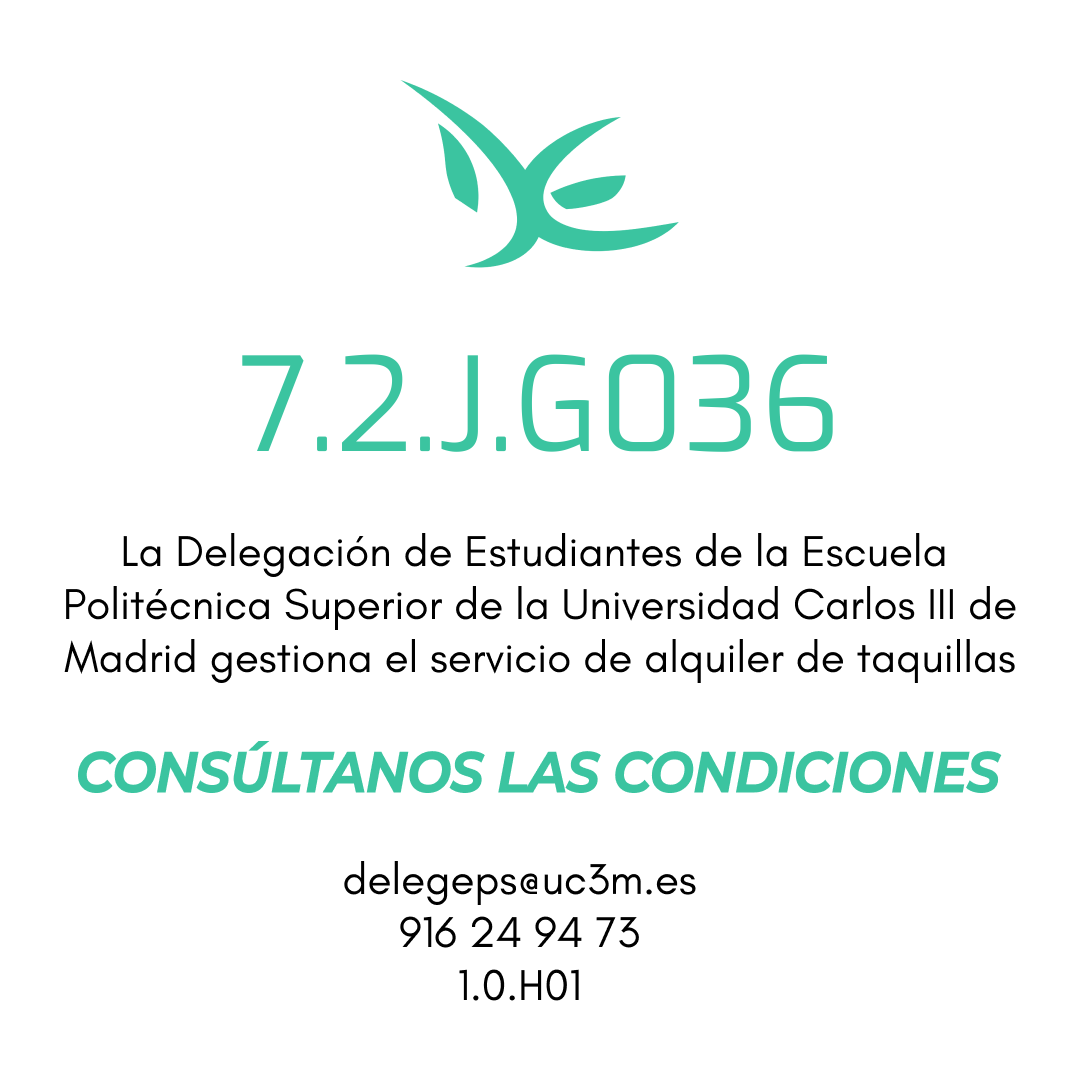 7.2.J.G036
La Delegación de Estudiantes de la Escuela
Politécnica Superior de la Universidad Carlos III de
Madrid gestiona el servicio de alquiler de taquillas
CONSÚLTANOS LAS CONDICIONES
delegeps@uc3m.es
916 24 94 73
1.0.H01